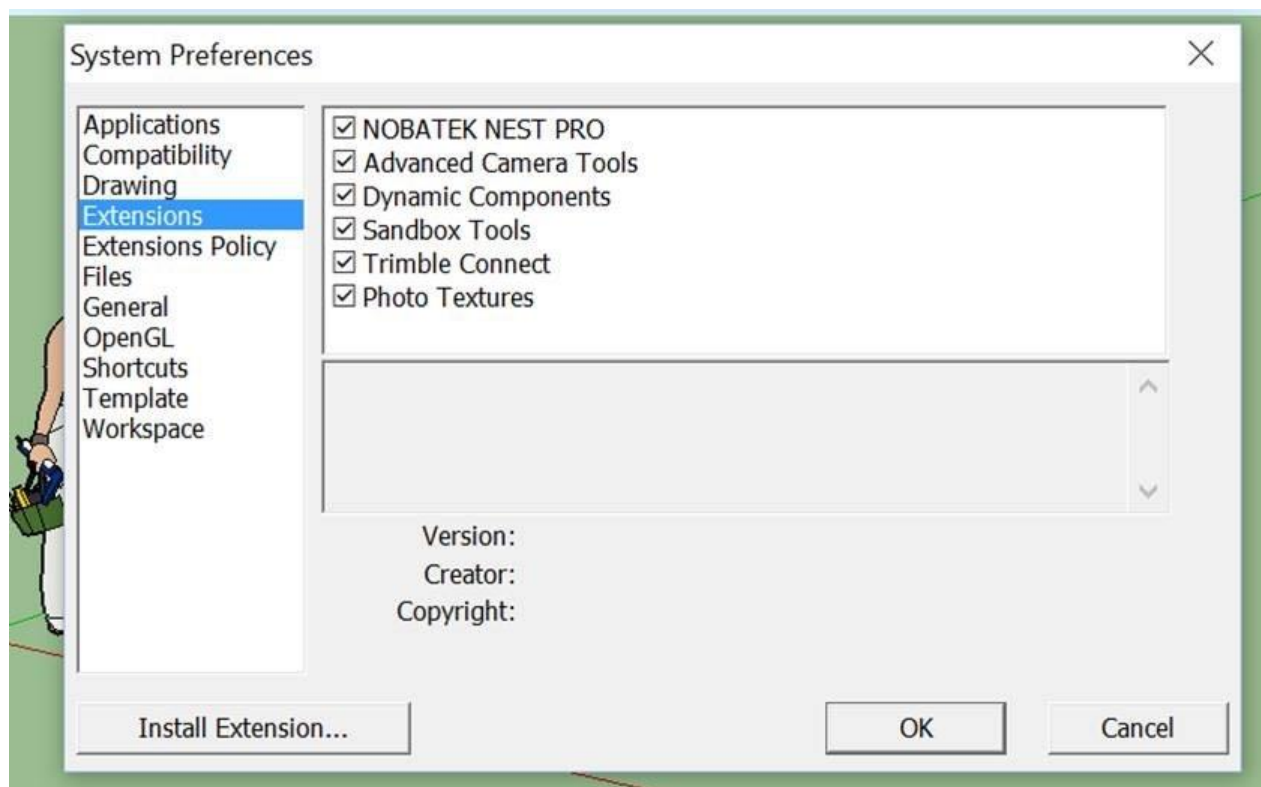 System Preferences
Applications
Compatibility
Drawing
Extensions
Extensions Policy
Files
General
OpenGL
Shortcuts
Template
Workspace
NOBATEK NEST PRO
Advanced Camera Tools
Dynamic Components
Sandbox Tools
Trimble Connect
Photo Textures
Version:
Creator:
Copyright:
Install Extension...
OK
Cancel